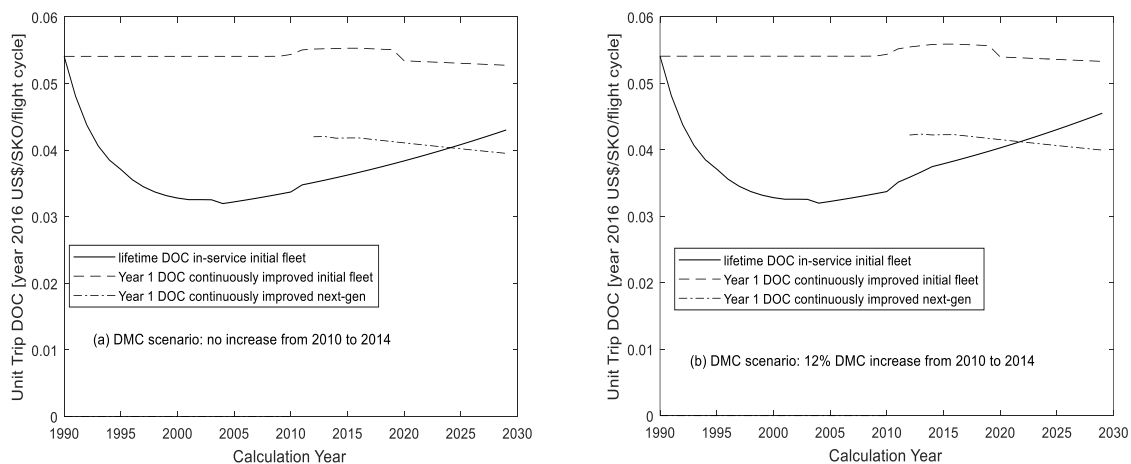 0.06
0.05
0.04
0.03
0.02
0.01
0
Unit Trip DOC [year 2016 US$/SKO/flight cycle]
lifetime DOC in-service initial fleet
Year 1 DOC continuously improved initial fleet
Year 1 DOC continuously improved next-gen
(a) DMC scenario: no increase from 2010 to 2014
1990 1995 2000 2005 2010 2015 2020 2025 2030
Calculation Year
0.06
0.05
0.04
0.03
0.02
0.01
0
Unit Trip DOC [year 2016 US$/SKO/flight cycle]
lifetime DOC in-service initial fleet
Year 1 DOC continuously improved initial fleet
Year 1 DOC continuously improved next-gen
(b) DMC scenario: 12% DMC increase from 2010 to 2014
1990 1995 2000 2005 2010 2015 2020 2025 2030
Calculation Year